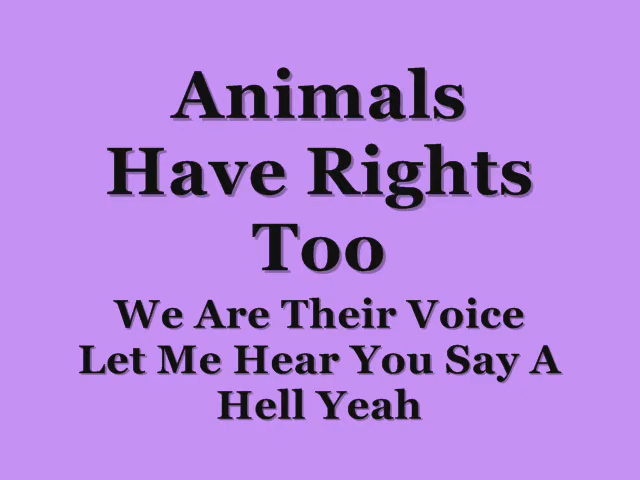 Animals
Have Rights
Too
We Are Their Voice
Let Me Hear You Say A
Hell Yeah